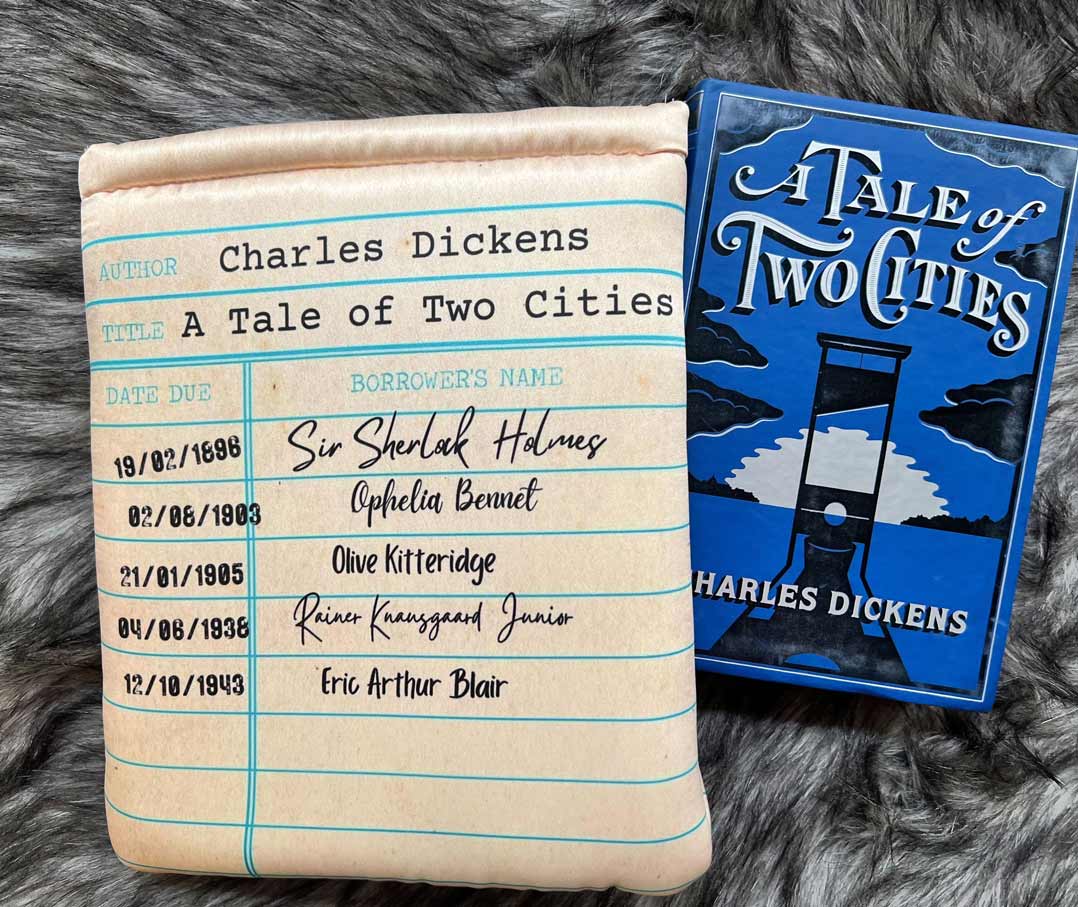 AUTHOR Charles Dickens
TITLE A Tale of Two Cities
DATE DUE BORROWER'S NAME
19/02/1896 Sir Sherlock Holmes
02/08/1903 Ophelia Bennet
21/01/1905 Olive Kitteridge
04/06/1938 Rainer Knausgaard Junior
12/10/1943 Eric Arthur Blair
A TALE of
TWO CITIES
HARLES DICKENS